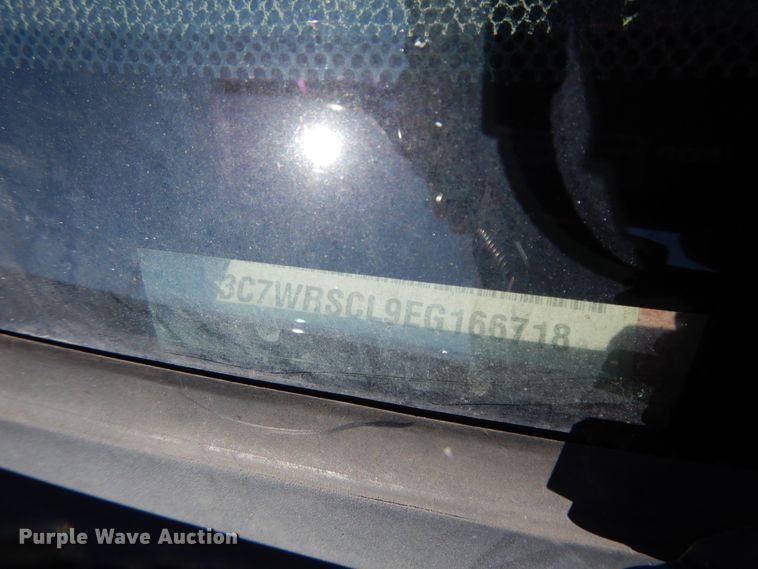 3C7WRSCL9EG166718
Purple Wave Auction